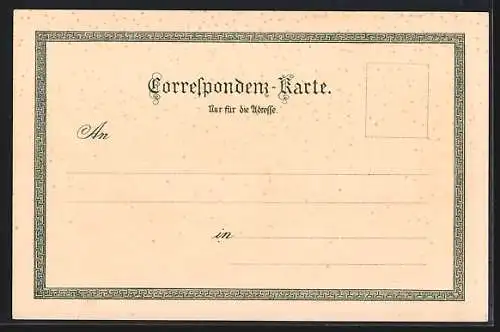 Correſpondenz-Karte.
Nur für die Adreſſe.
An
in